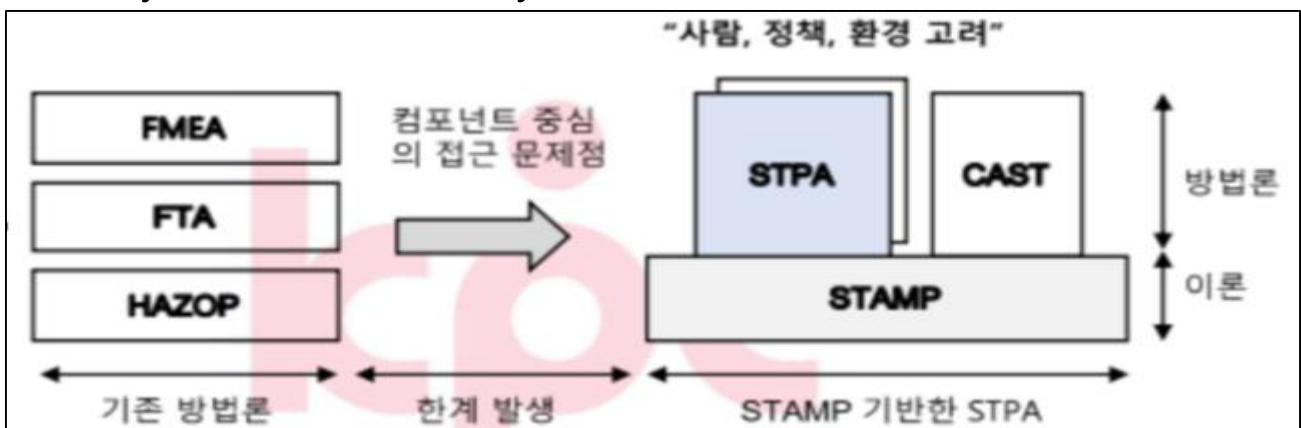 "사람, 정책, 환경 고려"
FMEA
FTA
HAZOP
컴포넌트 중심
의 접근 문제점
STPA
CAST
방법론
STAMP
이론
기존 방법론
한계 발생
STAMP 기반한 STPA